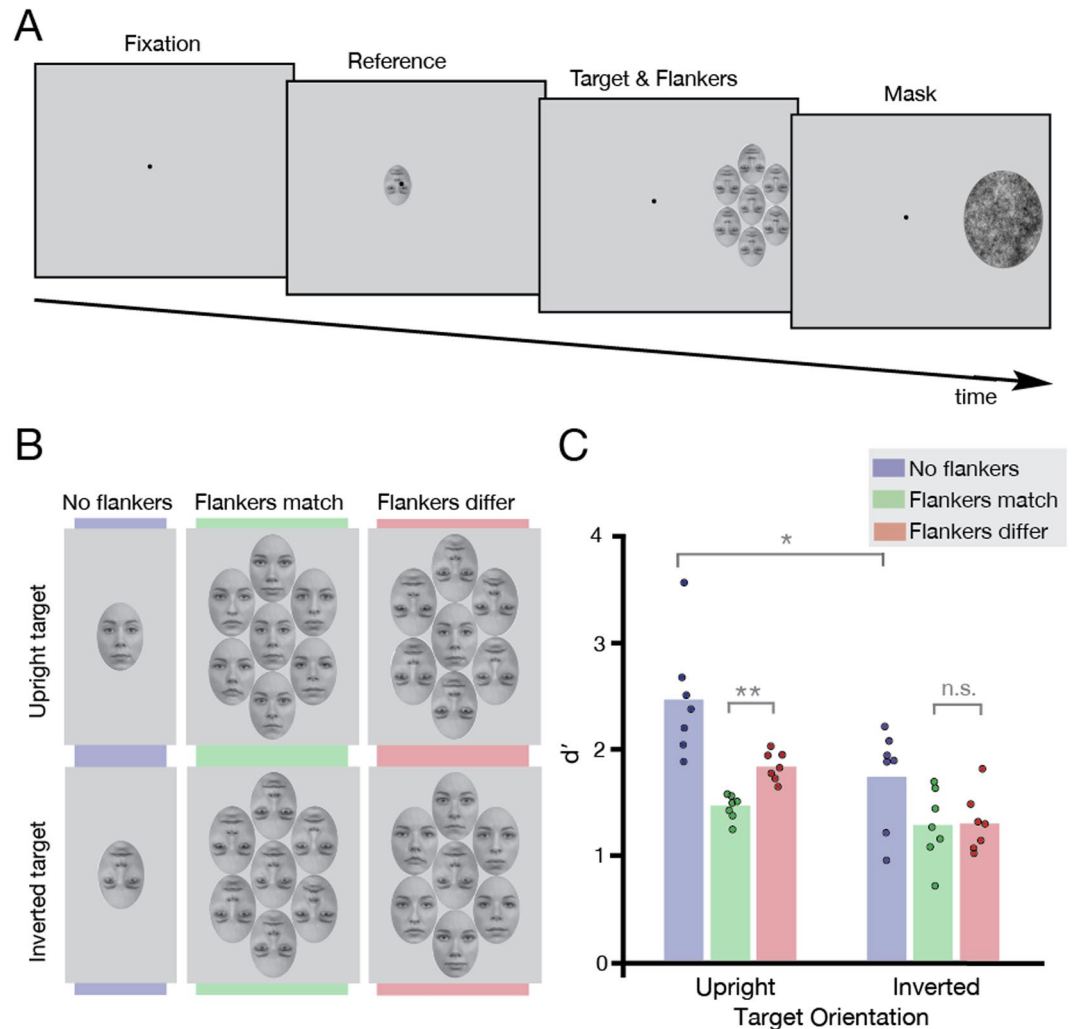 A
Fixation
Reference
Target & Flankers
Mask
time
B
No flankers
Flankers match
Flankers differ
Upright target
Inverted target
C
No flankers
Flankers match
Flankers differ
4
3
2
1
0
d′
*
**
n.s.
Upright
Inverted
Target Orientation